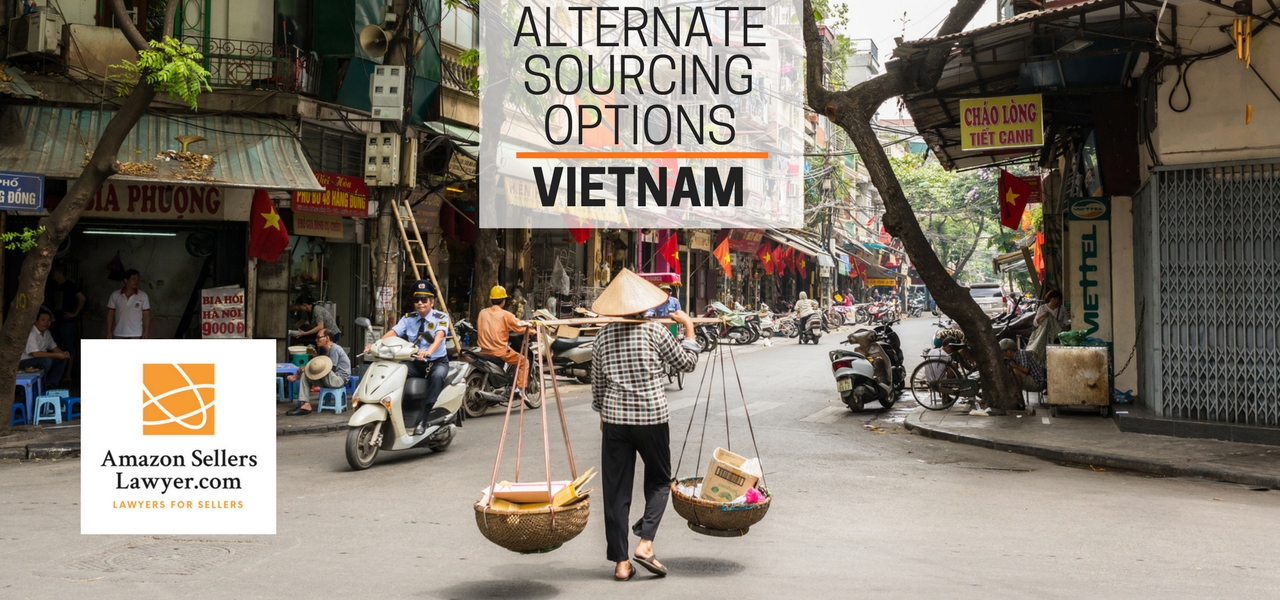 ALTERNATE
SOURCING
OPTIONS
VIETNAM
CHÁO LÒNG
TIẾT CANH
PHỐ
BIA PHƯỢNG
BIA HƠI
HÀ NỘI
9000Đ
VIETTEL
Amazon Sellers
Lawyer.com
LAWYERS FOR SELLERS